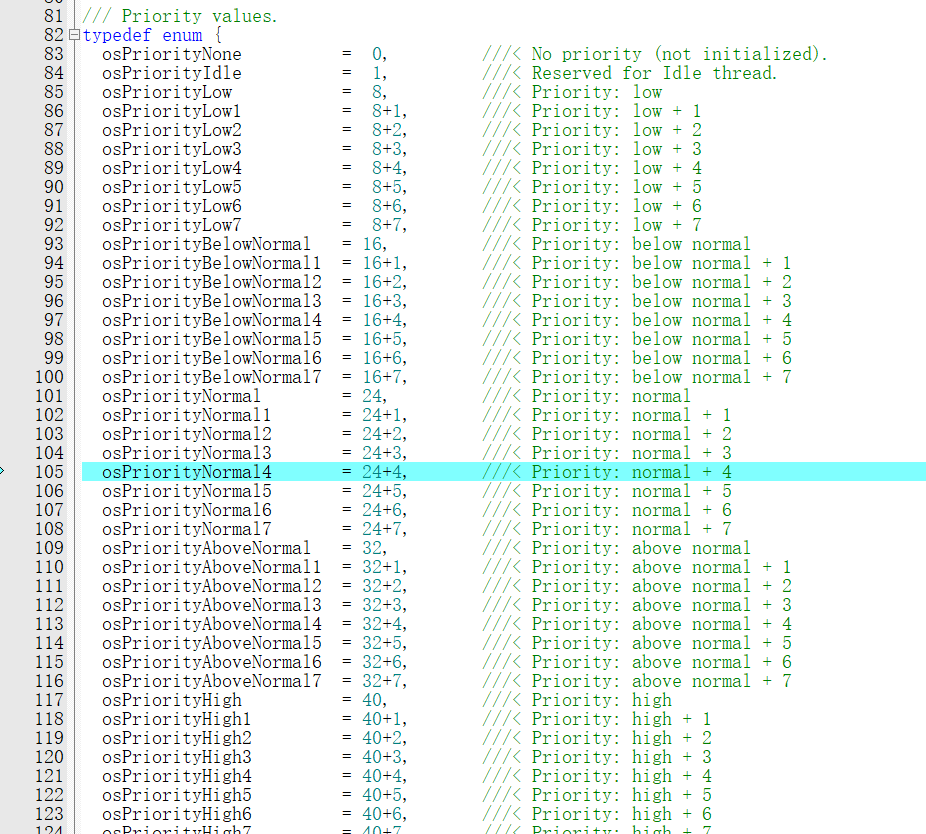 81 /// Priority values.
82 typedef enum {
83 osPriorityNone = 0, ///< No priority (not initialized).
84 osPriorityIdle = 1, ///< Reserved for Idle thread.
85 osPriorityLow = 8, ///< Priority: low
86 osPriorityLow1 = 8+1, ///< Priority: low + 1
87 osPriorityLow2 = 8+2, ///< Priority: low + 2
88 osPriorityLow3 = 8+3, ///< Priority: low + 3
89 osPriorityLow4 = 8+4, ///< Priority: low + 4
90 osPriorityLow5 = 8+5, ///< Priority: low + 5
91 osPriorityLow6 = 8+6, ///< Priority: low + 6
92 osPriorityLow7 = 8+7, ///< Priority: low + 7
93 osPriorityBelowNormal = 16, ///< Priority: below normal
94 osPriorityBelowNormal1 = 16+1, ///< Priority: below normal + 1
95 osPriorityBelowNormal2 = 16+2, ///< Priority: below normal + 2
96 osPriorityBelowNormal3 = 16+3, ///< Priority: below normal + 3
97 osPriorityBelowNormal4 = 16+4, ///< Priority: below normal + 4
98 osPriorityBelowNormal5 = 16+5, ///< Priority: below normal + 5
99 osPriorityBelowNormal6 = 16+6, ///< Priority: below normal + 6
100 osPriorityBelowNormal7 = 16+7, ///< Priority: below normal + 7
101 osPriorityNormal = 24, ///< Priority: normal
102 osPriorityNormal1 = 24+1, ///< Priority: normal + 1
103 osPriorityNormal2 = 24+2, ///< Priority: normal + 2
104 osPriorityNormal3 = 24+3, ///< Priority: normal + 3
105 osPriorityNormal4 = 24+4, ///< Priority: normal + 4
106 osPriorityNormal5 = 24+5, ///< Priority: normal + 5
107 osPriorityNormal6 = 24+6, ///< Priority: normal + 6
108 osPriorityNormal7 = 24+7, ///< Priority: normal + 7
109 osPriorityAboveNormal = 32, ///< Priority: above normal
110 osPriorityAboveNormal1 = 32+1, ///< Priority: above normal + 1
111 osPriorityAboveNormal2 = 32+2, ///< Priority: above normal + 2
112 osPriorityAboveNormal3 = 32+3, ///< Priority: above normal + 3
113 osPriorityAboveNormal4 = 32+4, ///< Priority: above normal + 4
114 osPriorityAboveNormal5 = 32+5, ///< Priority: above normal + 5
115 osPriorityAboveNormal6 = 32+6, ///< Priority: above normal + 6
116 osPriorityAboveNormal7 = 32+7, ///< Priority: above normal + 7
117 osPriorityHigh = 40, ///< Priority: high
118 osPriorityHigh1 = 40+1, ///< Priority: high + 1
119 osPriorityHigh2 = 40+2, ///< Priority: high + 2
120 osPriorityHigh3 = 40+3, ///< Priority: high + 3
121 osPriorityHigh4 = 40+4, ///< Priority: high + 4
122 osPriorityHigh5 = 40+5, ///< Priority: high + 5
123 osPriorityHigh6 = 40+6, ///< Priority: high + 6
124 osPriorityHigh7 = 40+7, ///< Priority: high + 7